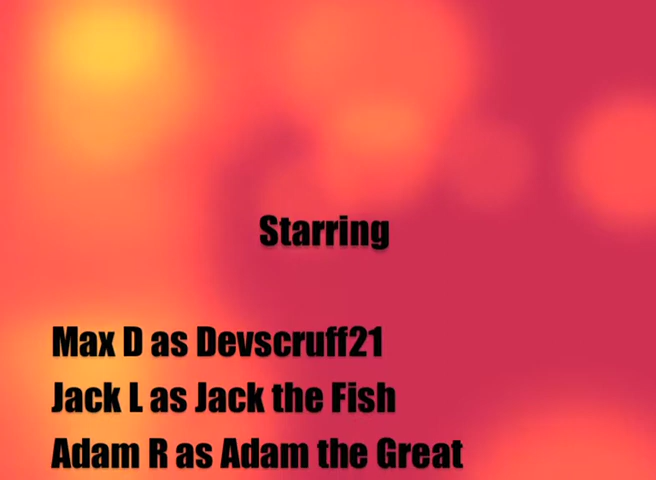 Starring
Max D as Devscruff21
Jack L as Jack the Fish
Adam R as Adam the Great